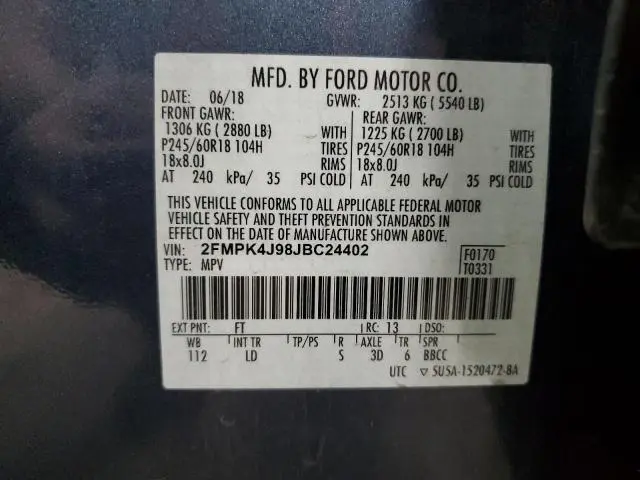 MFD. BY FORD MOTOR CO.
DATE: 06/18 GVWR: 2513 KG ( 5540 LB)
FRONT GAWR: REAR GAWR:
1306 KG ( 2880 LB) WITH 1225 KG ( 2700 LB) WITH
P245/60R18 104H TIRES P245/60R18 104H TIRES
18x8.0J RIMS 18x8.0J RIMS
AT 240 kPa/ 35 PSI COLD AT 240 kPa/ 35 PSI COLD
THIS VEHICLE CONFORMS TO ALL APPLICABLE FEDERAL MOTOR
VEHICLE SAFETY AND THEFT PREVENTION STANDARDS IN
EFFECT ON THE DATE OF MANUFACTURE SHOWN ABOVE.
VIN: 2FMPK4J98JBC24402 F0170
TYPE: MPV T0331
EXT PNT: FT RC: 13 DSO:
WB INT TR TP/PS R AXLE TR SPR
112 LD S 3D 6 BBCC
UTC ▽ SU5A-1520472-BA